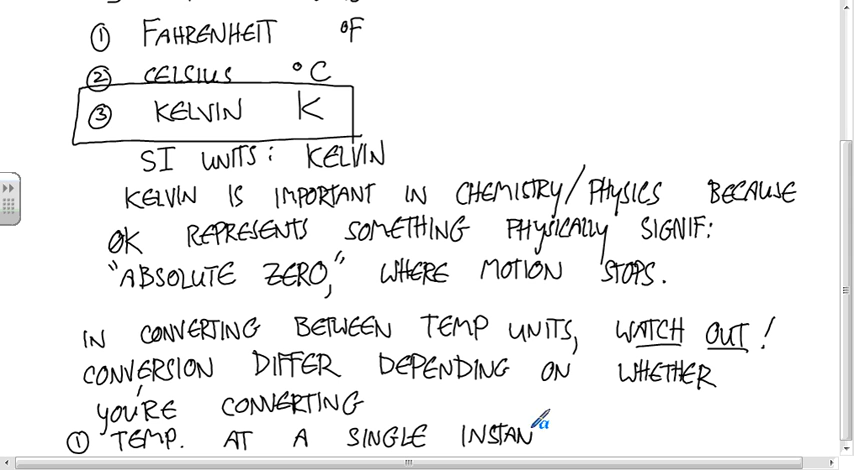 ① FAHRENHEIT °F
② CELSIUS °C
③ KELVIN K
SI UNITS: KELVIN
KELVIN IS IMPORTANT IN CHEMISTRY/PHYSICS BECAUSE
0K REPRESENTS SOMETHING PHYSICALLY SIGNIF:
"ABSOLUTE ZERO," WHERE MOTION STOPS.
IN CONVERTING BETWEEN TEMP UNITS, WATCH OUT!
CONVERSION DIFFER DEPENDING ON WHETHER
YOU'RE CONVERTING
① TEMP. AT A SINGLE INSTAN